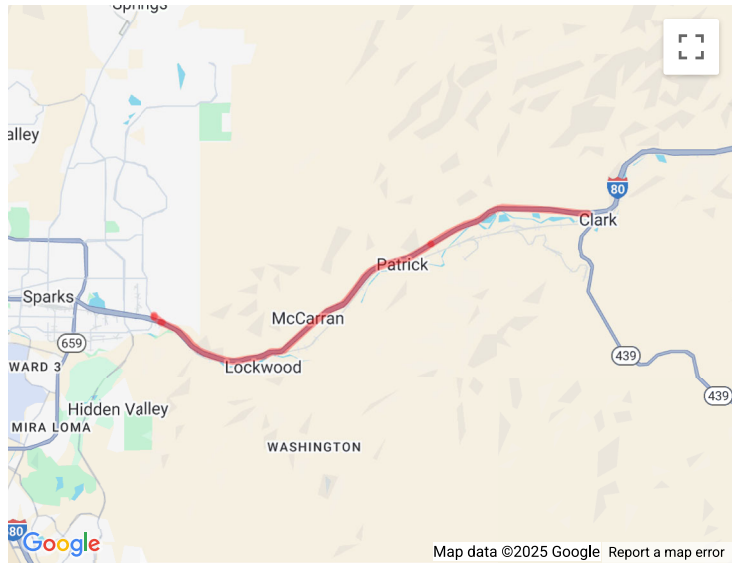 Springs
alley
80
Clark
Patrick
Sparks
McCarran
659
439
WARD 3
Lockwood
439
Hidden Valley
MIRA LOMA
WASHINGTON
80
Google
Map data ©2025 Google Report a map error